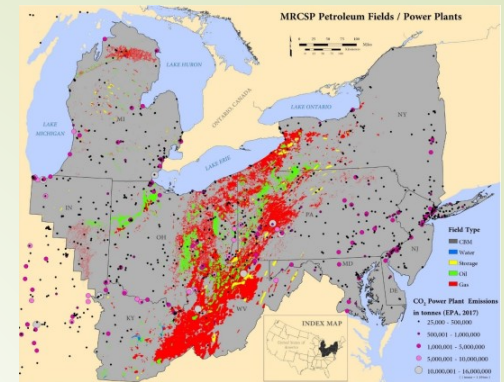 MRCSP Petroleum Fields / Power Plants
LAKE HURON
LAKE MICHIGAN
ONTARIO, CANADA
LAKE ONTARIO
LAKE ERIE
MI
NY
IN
OH
PA
NJ
MD
DE
WV
KY
INDEX MAP
Field Type
CBM
Water
Storage
Oil
Gas
CO2 Power Plant Emissions
in tonnes (EPA, 2017)
25,000 - 500,000
500,001 - 1,000,000
1,000,001 - 5,000,000
5,000,001 - 10,000,000
10,000,001 - 16,000,000